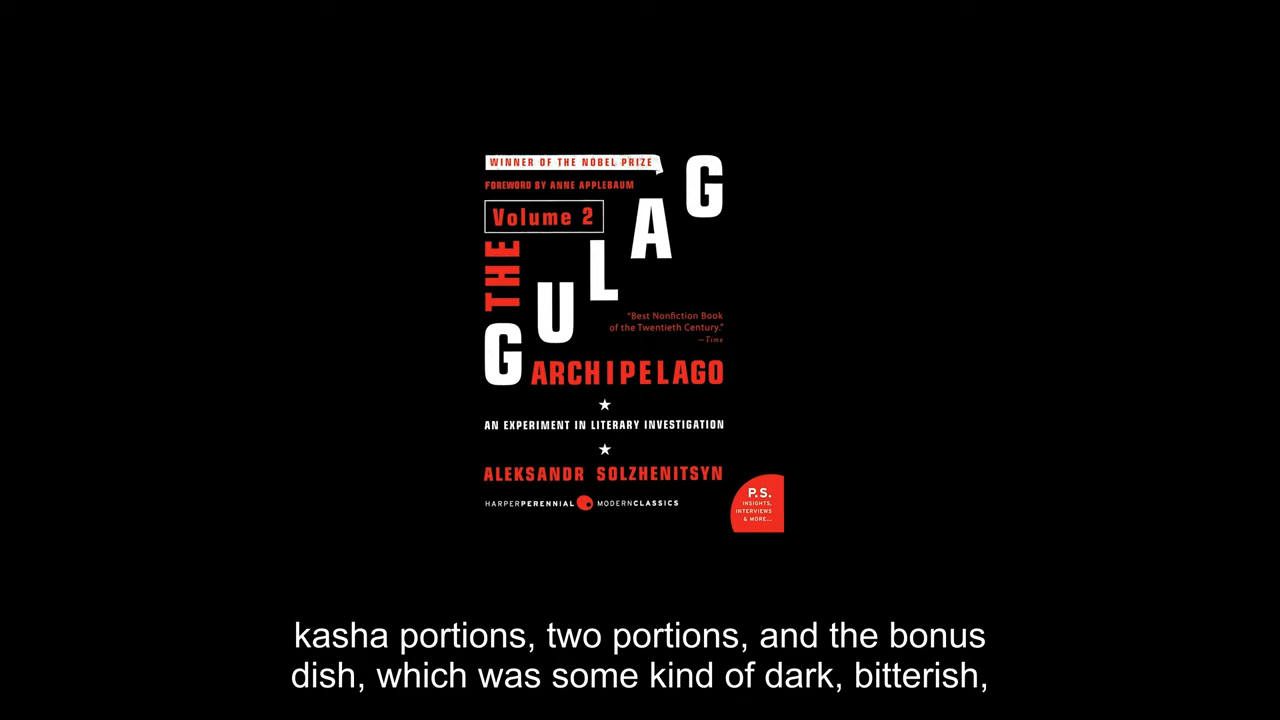 WINNER OF THE NOBEL PRIZE
FOREWORD BY ANNE APPLEBAUM
Volume 2
THE
GULAG
"Best Nonfiction Book
of the Twentieth Century."
—Time
ARCHIPELAGO
AN EXPERIMENT IN LITERARY INVESTIGATION
ALEKSANDR SOLZHENITSYN
HARPERPERENNIAL MODERNCLASSICS
P.S.
INSIGHTS,
INTERVIEWS
& MORE...
kasha portions, two portions, and the bonus
dish, which was some kind of dark, bitterish,